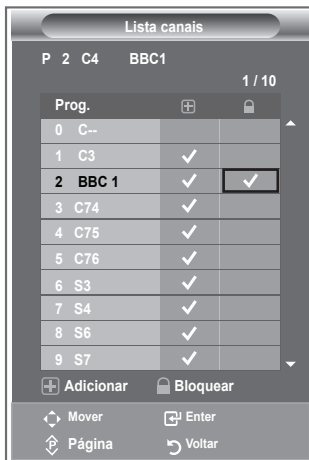 Lista canais
P 2 C4 BBC1
1 / 10
Prog.
0 C--
1 C3
2 BBC 1
3 C74
4 C75
5 C76
6 S3
7 S4
8 S6
9 S7
Adicionar Bloquear
Mover Enter
Página Voltar